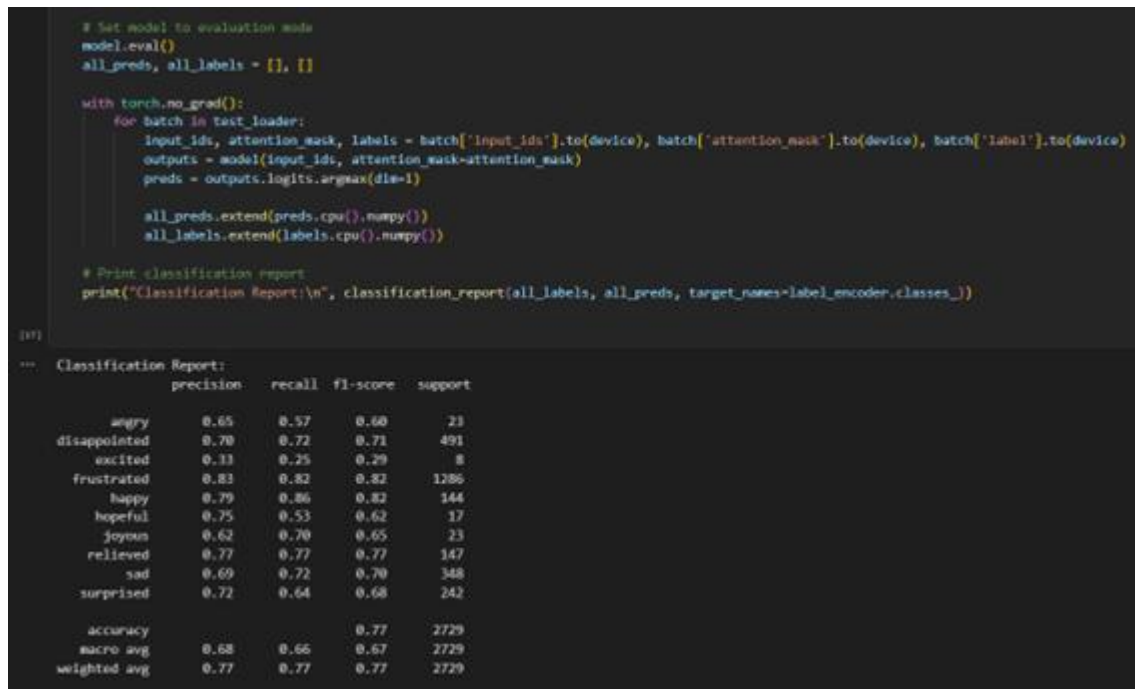 # Set model to evaluation mode
model.eval()
all_preds, all_labels = [], []
with torch.no_grad():
for batch in test_loader:
input_ids, attention_mask, labels = batch['input_ids'].to(device), batch['attention_mask'].to(device), batch['label'].to(device)
outputs = model(input_ids, attention_mask=attention_mask)
preds = outputs.logits.argmax(dim=1)
all_preds.extend(preds.cpu().numpy())
all_labels.extend(labels.cpu().numpy())
# Print classification report
print("Classification Report:\n", classification_report(all_labels, all_preds, target_names=label_encoder.classes_))
... Classification Report:
precision recall f1-score support
angry 0.65 0.57 0.60 23
disappointed 0.70 0.72 0.71 491
excited 0.33 0.25 0.29 8
frustrated 0.83 0.82 0.82 1286
happy 0.79 0.86 0.82 144
hopeful 0.75 0.53 0.62 17
joyous 0.62 0.70 0.65 23
relieved 0.77 0.77 0.77 147
sad 0.69 0.72 0.70 348
surprised 0.72 0.64 0.68 242
accuracy 0.77 2729
macro avg 0.68 0.66 0.67 2729
weighted avg 0.77 0.77 0.77 2729